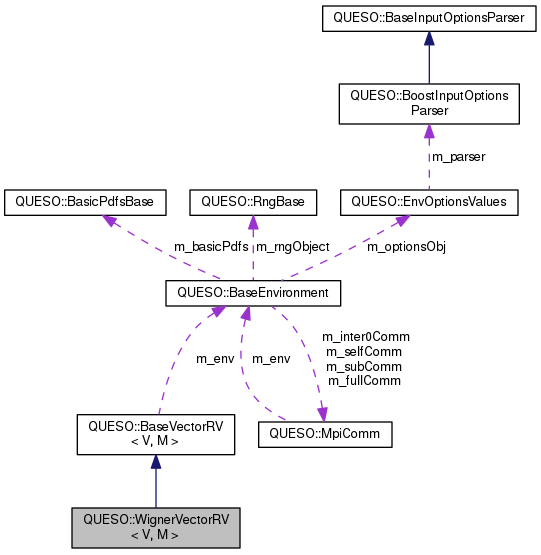 QUESO::BaseInputOptionsParser
QUESO::BoostInputOptions
Parser
m_parser
QUESO::BasicPdfsBase
QUESO::RngBase
QUESO::EnvOptionsValues
m_basicPdfs
m_rngObject
m_optionsObj
QUESO::BaseEnvironment
m_env
m_env
m_inter0Comm
m_selfComm
m_subComm
m_fullComm
QUESO::BaseVectorRV
< V, M >
QUESO::MpiComm
QUESO::WignerVectorRV
< V, M >